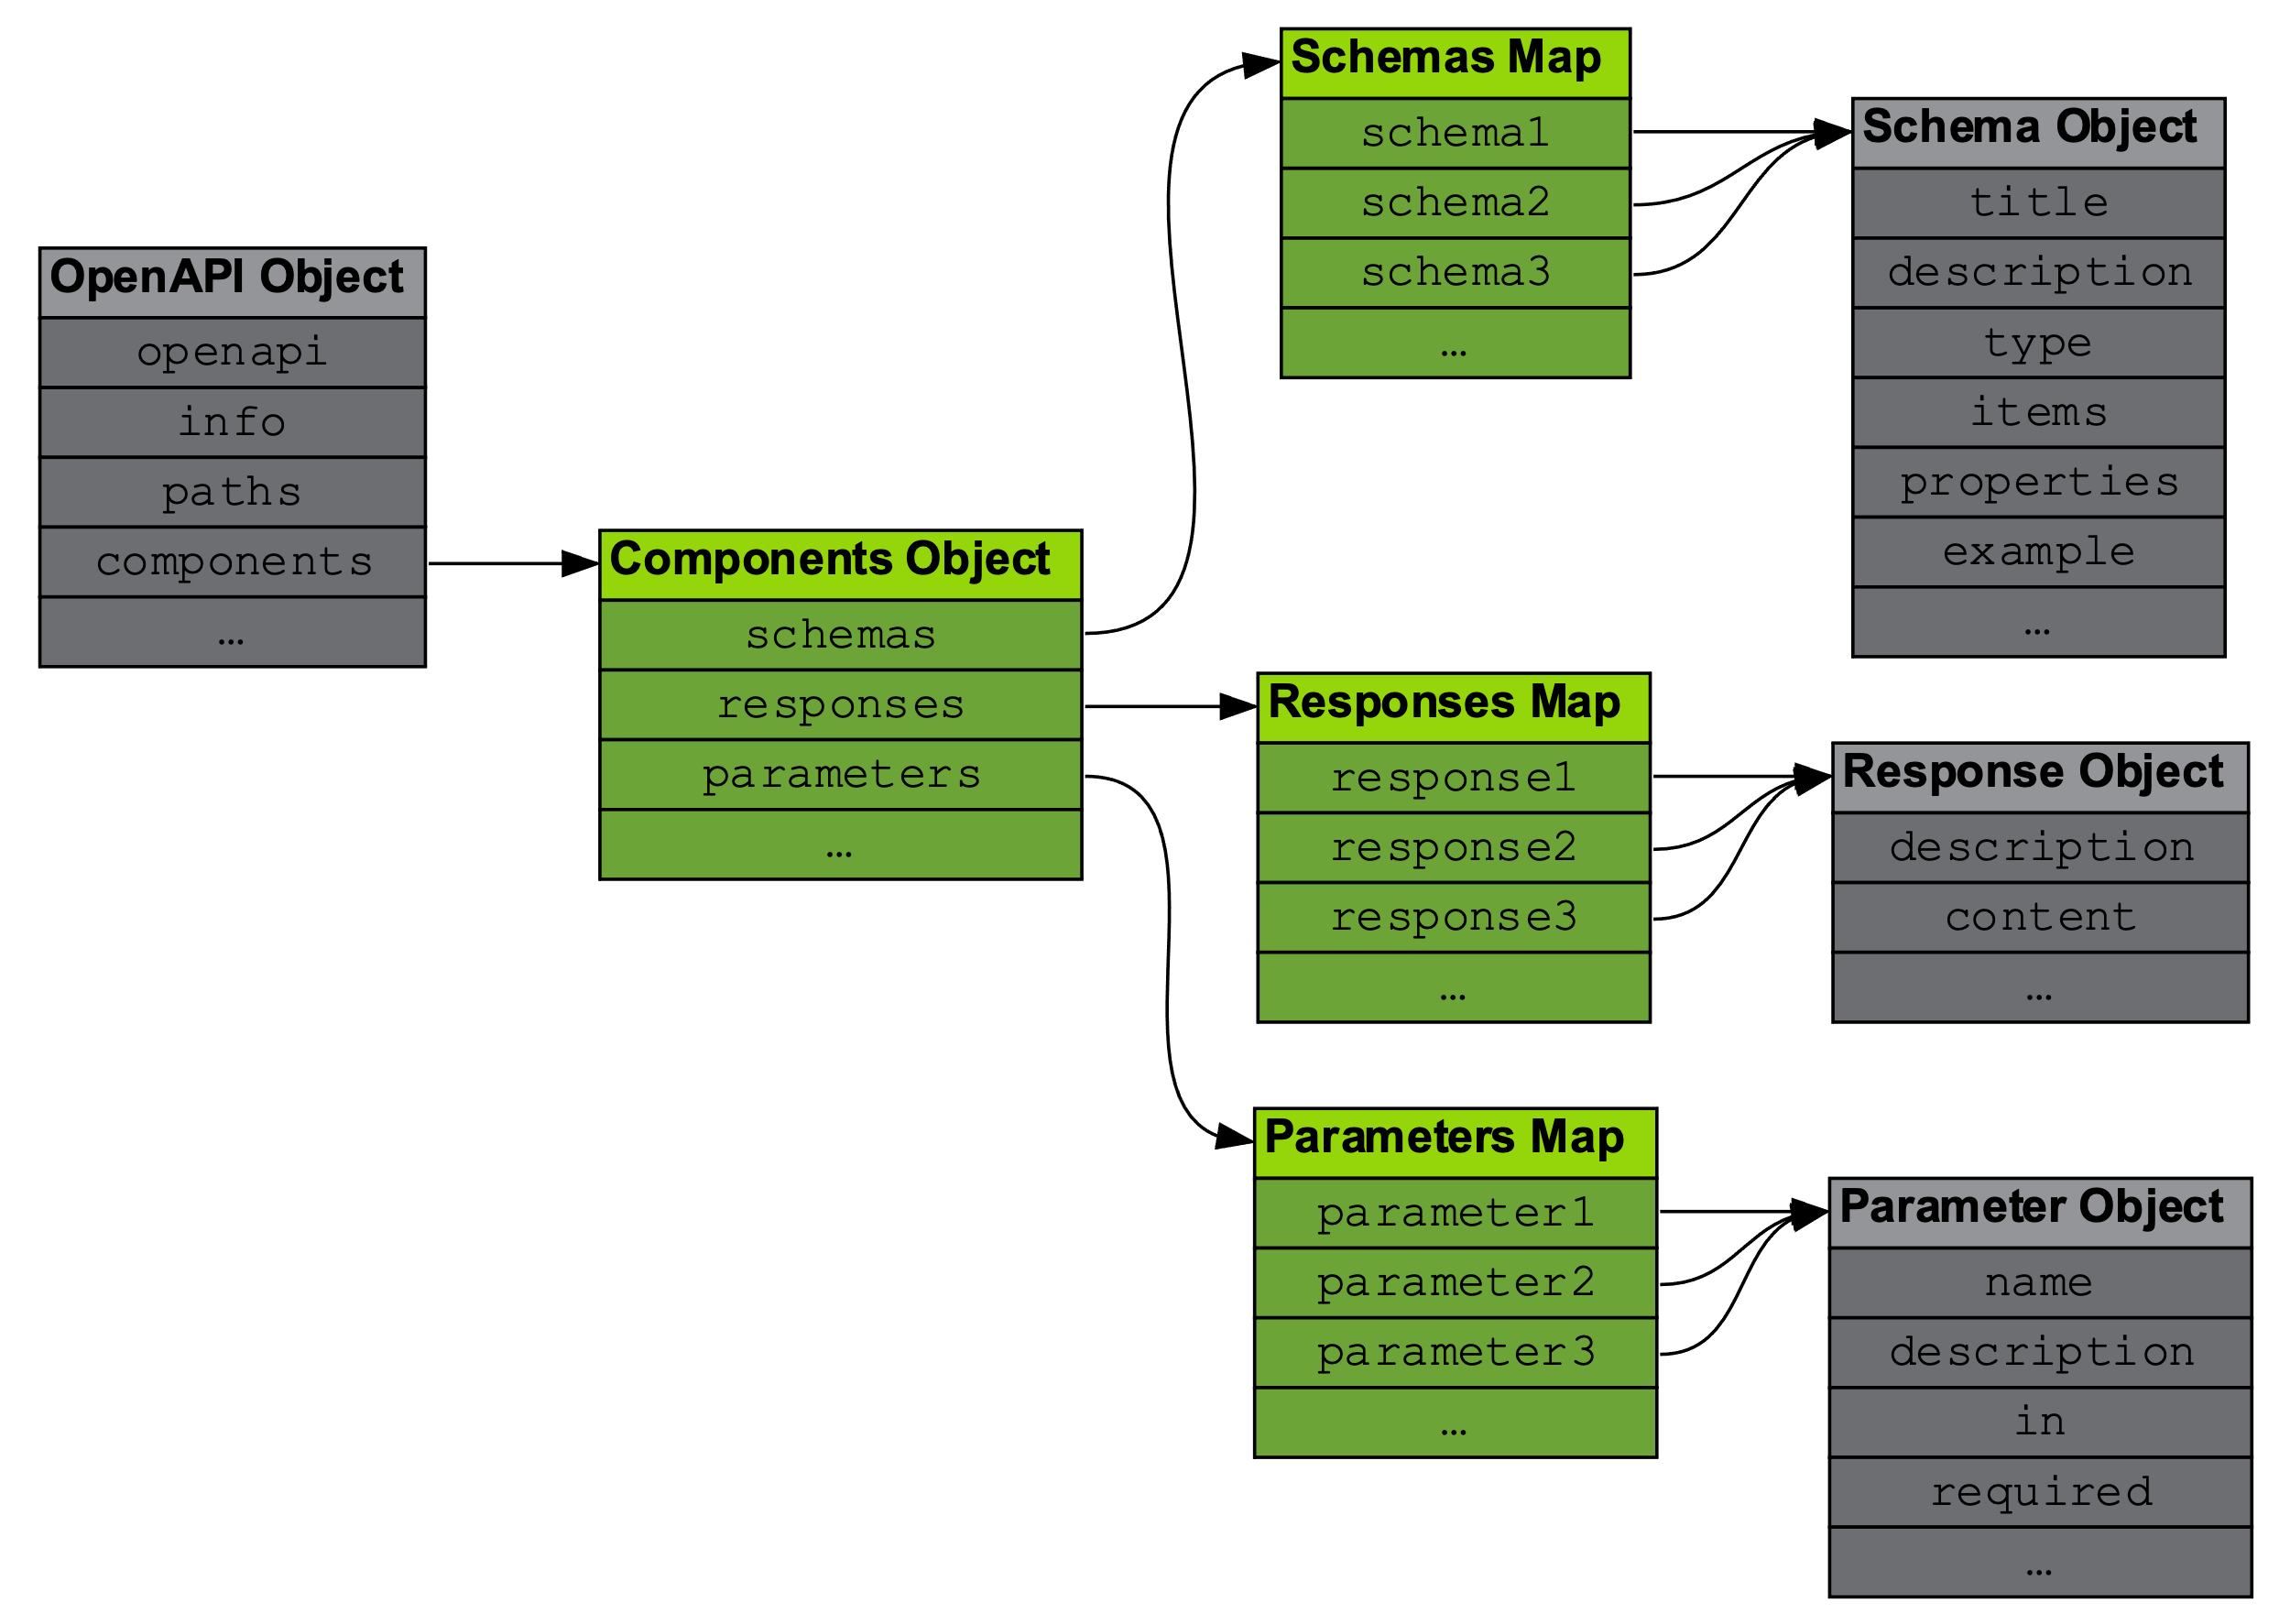 OpenAPI Object
openapi
info
paths
components
…
Components Object
schemas
responses
parameters
…
Schemas Map
schema1
schema2
schema3
…
Schema Object
title
description
type
items
properties
example
…
Responses Map
response1
response2
response3
…
Response Object
description
content
…
Parameters Map
parameter1
parameter2
parameter3
…
Parameter Object
name
description
in
required
…